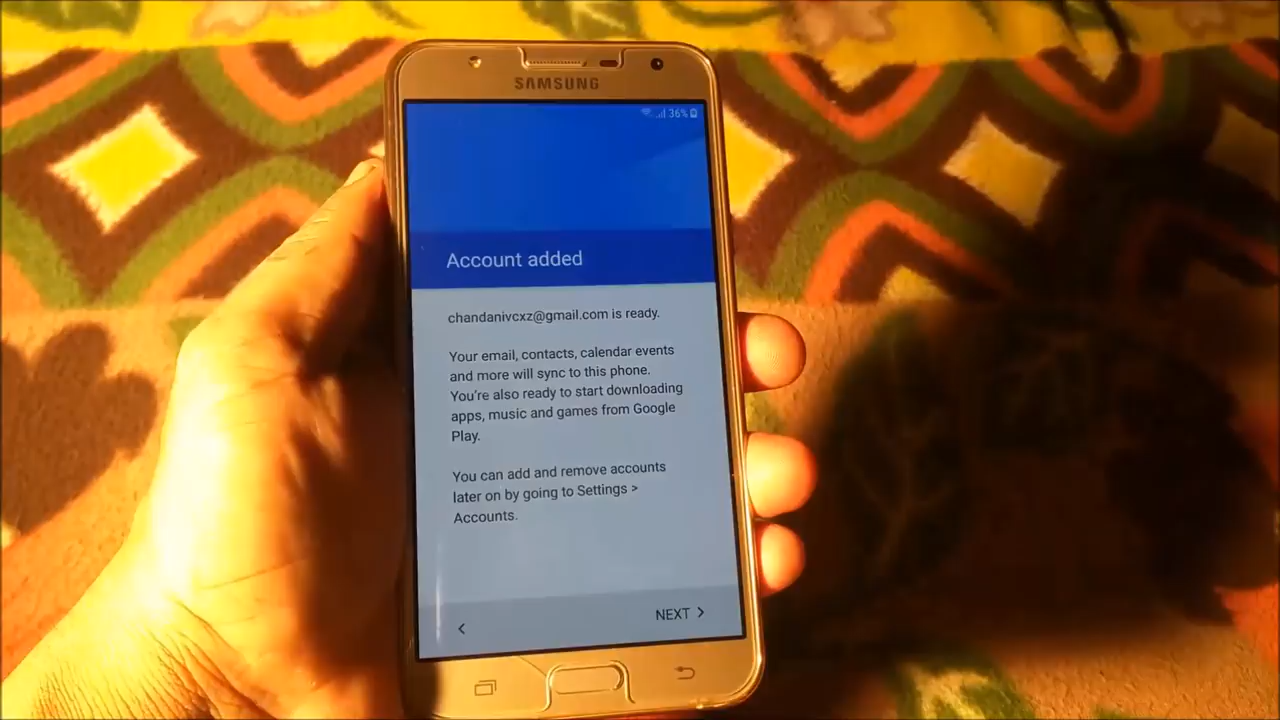 SAMSUNG
36%
Account added
chandanivcxz@gmail.com is ready.
Your email, contacts, calendar events
and more will sync to this phone.
You're also ready to start downloading
apps, music and games from Google
Play.
You can add and remove accounts
later on by going to Settings >
Accounts.
NEXT >